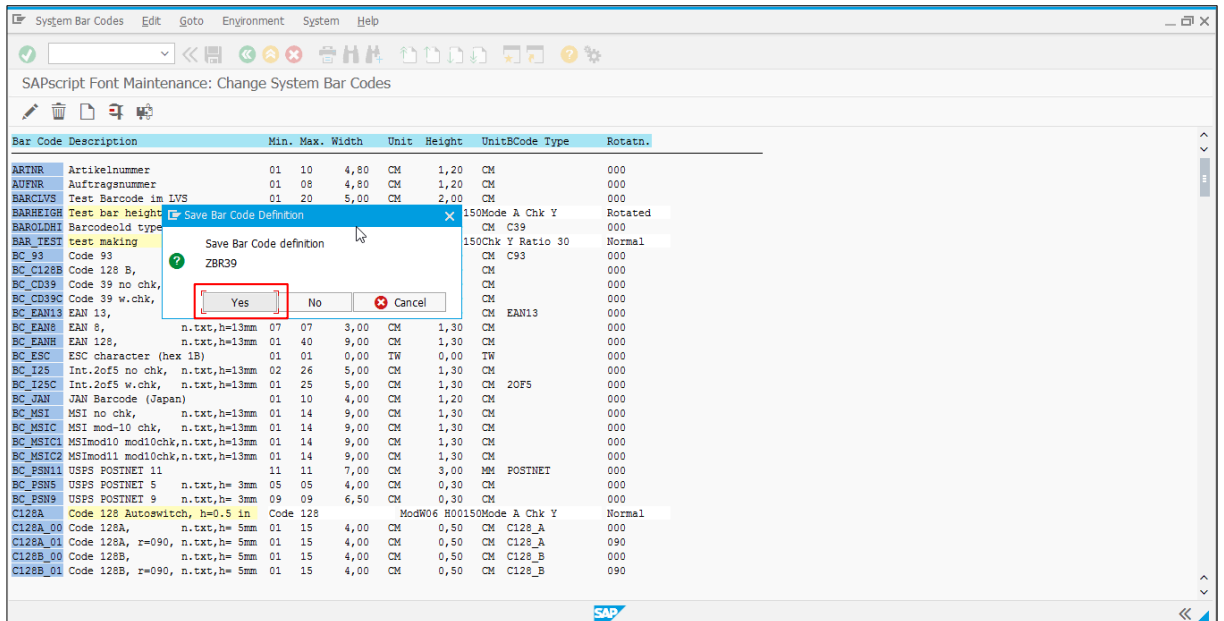 System Bar Codes Edit Goto Environment System Help
SAPscript Font Maintenance: Change System Bar Codes
Bar Code Description Min. Max. Width Unit Height UnitBCode Type Rotatn.
ARTNR Artikelnummer 01 10 4,80 CM 1,20 CM 000
AUFNR Auftragsnummer 01 08 4,80 CM 1,20 CM 000
BARCLVS Test Barcode im LVS 01 20 5,00 CM 2,00 CM 000
BARHEIGH Test bar height 150Mode A Chk Y Rotated
BAROLDHI Barcodeold type CM C39 000
BAR_TEST test making 150Chk Y Ratio 30 Normal
BC_93 Code 93 CM C93 000
BC_C128B Code 128 B, CM 000
BC_CD39 Code 39 no chk, CM 000
BC_CD39C Code 39 w.chk, CM 000
BC_EAN13 EAN 13, CM EAN13 000
Save Bar Code Definition
Save Bar Code definition
ZBR39
Yes No Cancel
BC_EAN8 EAN 8, n.txt,h=13mm 07 07 3,00 CM 1,30 CM 000
BC_EANH EAN 128, n.txt,h=13mm 01 40 9,00 CM 1,30 CM 000
BC_ESC ESC character (hex 1B) 01 01 0,00 TW 0,00 TW 000
BC_I25 Int.2of5 no chk, n.txt,h=13mm 02 26 5,00 CM 1,30 CM 000
BC_I25C Int.2of5 w.chk, n.txt,h=13mm 01 25 5,00 CM 1,30 CM 2OF5 000
BC_JAN JAN Barcode (Japan) 01 10 4,00 CM 1,20 CM 000
BC_MSI MSI no chk, n.txt,h=13mm 01 14 9,00 CM 1,30 CM 000
BC_MSIC MSI mod-10 chk, n.txt,h=13mm 01 14 9,00 CM 1,30 CM 000
BC_MSIC1 MSImod10 mod10chk,n.txt,h=13mm 01 14 9,00 CM 1,30 CM 000
BC_MSIC2 MSImod11 mod10chk,n.txt,h=13mm 01 14 9,00 CM 1,30 CM 000
BC_PSN11 USPS POSTNET 11 11 11 7,00 CM 3,00 MM POSTNET 000
BC_PSN5 USPS POSTNET 5 n.txt,h= 3mm 05 05 4,00 CM 0,30 CM 000
BC_PSN9 USPS POSTNET 9 n.txt,h= 3mm 09 09 6,50 CM 0,30 CM 000
C128A Code 128 Autoswitch, h=0.5 in Code 128 ModW06 H00150Mode A Chk Y Normal
C128A_00 Code 128A, n.txt,h= 5mm 01 15 4,00 CM 0,50 CM C128_A 000
C128A_01 Code 128A, r=090, n.txt,h= 5mm 01 15 4,00 CM 0,50 CM C128_A 090
C128B_00 Code 128B, n.txt,h= 5mm 01 15 4,00 CM 0,50 CM C128_B 000
C128B_01 Code 128B, r=090, n.txt,h= 5mm 01 15 4,00 CM 0,50 CM C128_B 090
SAP